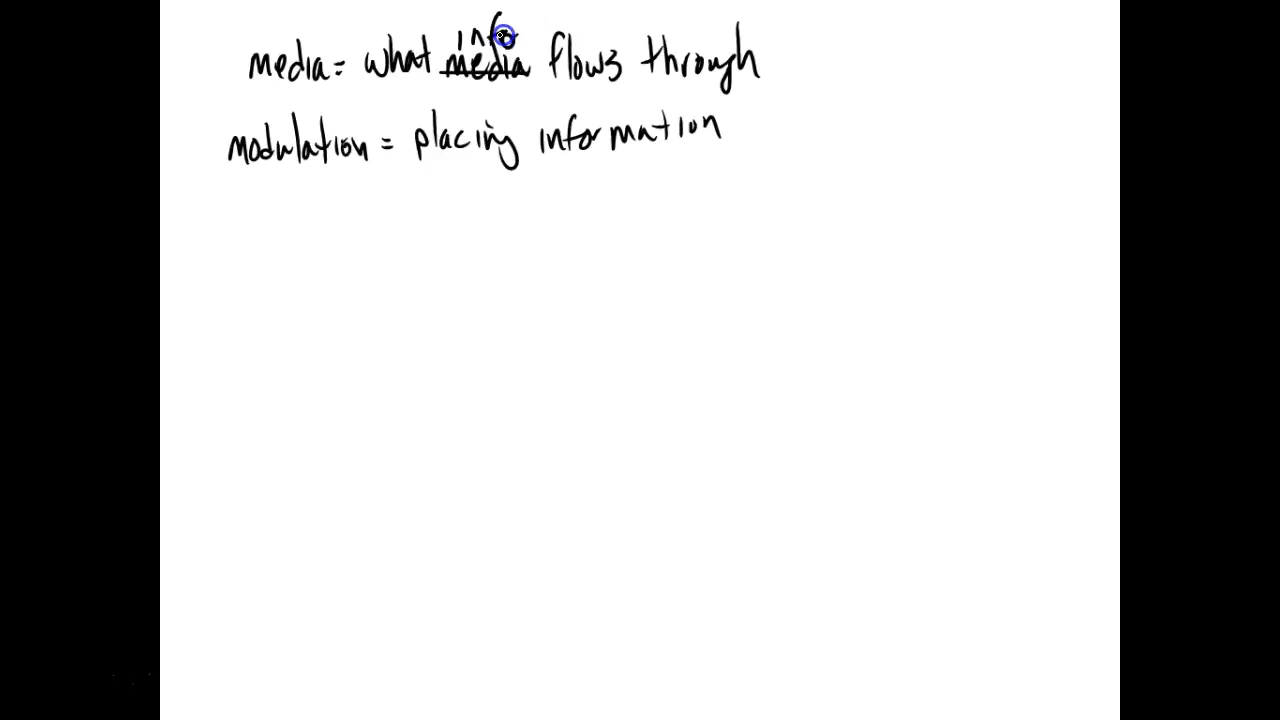 media = what info ~~media~~ flows through
modulation = placing information